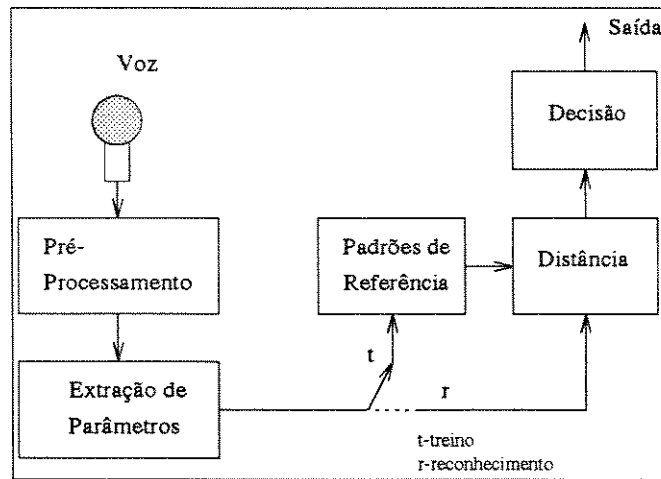 Saída
Voz
Decisão
Pré-
Processamento
Padrões de
Referência
Distância
t
r
Extração de
Parâmetros
t-treino
r-reconhecimento